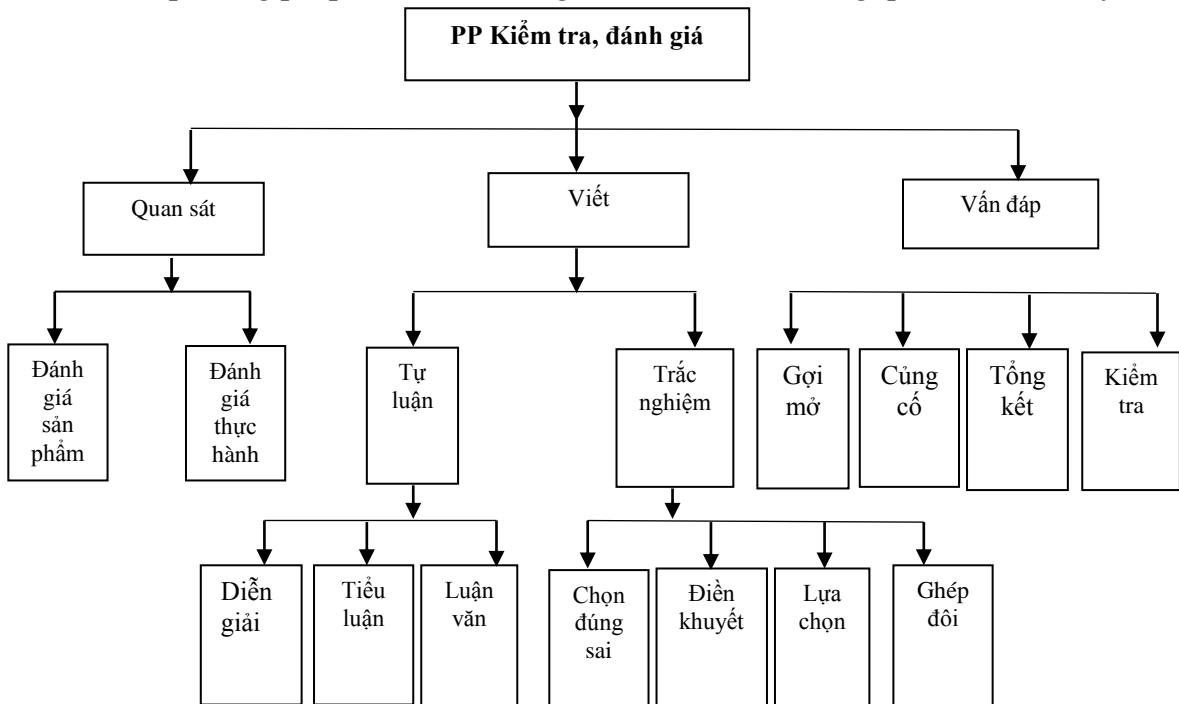 PP Kiểm tra, đánh giá
Quan sát
Viết
Vấn đáp
Đánh
giá
sản
phẩm
Đánh
giá
thực
hành
Tự
luận
Trắc
nghiệm
Gợi
mở
Củng
cố
Tổng
kết
Kiểm
tra
Diễn
giải
Tiểu
luận
Luận
văn
Chọn
đúng
sai
Điền
khuyết
Lựa
chọn
Ghép
đôi